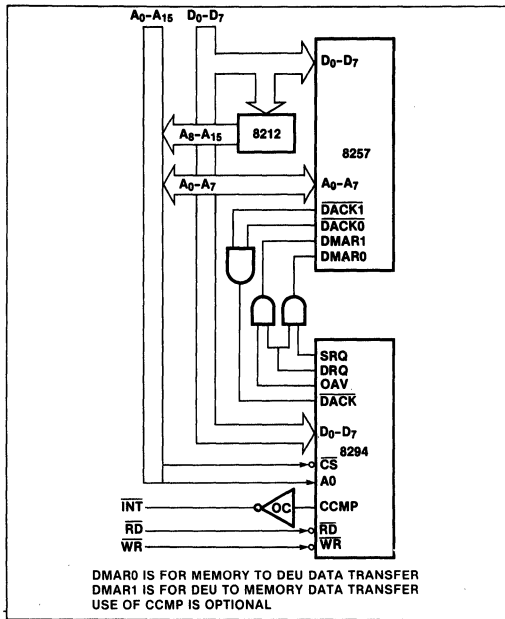 A0–A15 D0–D7
D0–D7
8212
A8–A15
8257
A0–A7 A0–A7
DACK1
DACK0
DMAR1
DMAR0
SRQ
DRQ
OAV
DACK
D0–D7
8294
CS
A0
INT OC CCMP
RD RD
WR WR
DMAR0 IS FOR MEMORY TO DEU DATA TRANSFER
DMAR1 IS FOR DEU TO MEMORY DATA TRANSFER
USE OF CCMP IS OPTIONAL